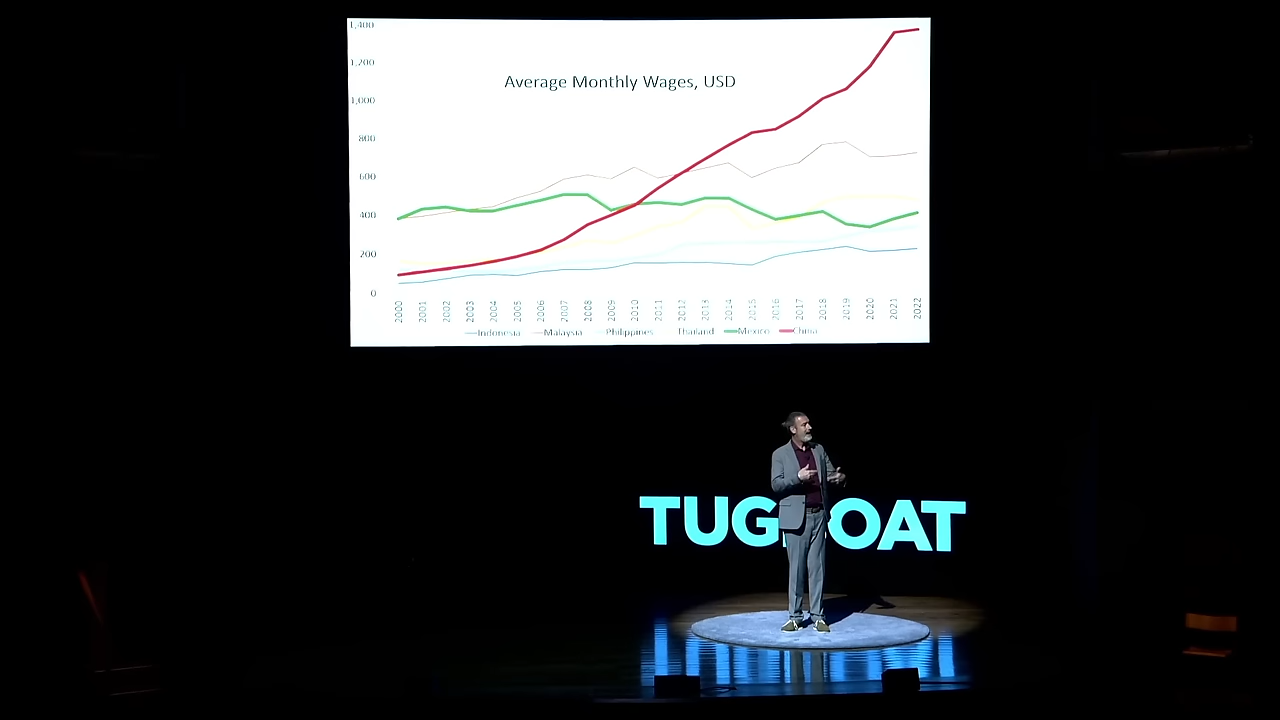 1,400
Average Monthly Wages, USD
1,200
1,000
800
600
400
200
0
2000 2001 2002 2003 2004 2005 2006 2007 2008 2009 2010 2011 2012 2013 2014 2015 2016 2017 2018 2019 2020 2021 2022
Indonesia Malaysia Philippines Thailand Mexico China
TUG OAT